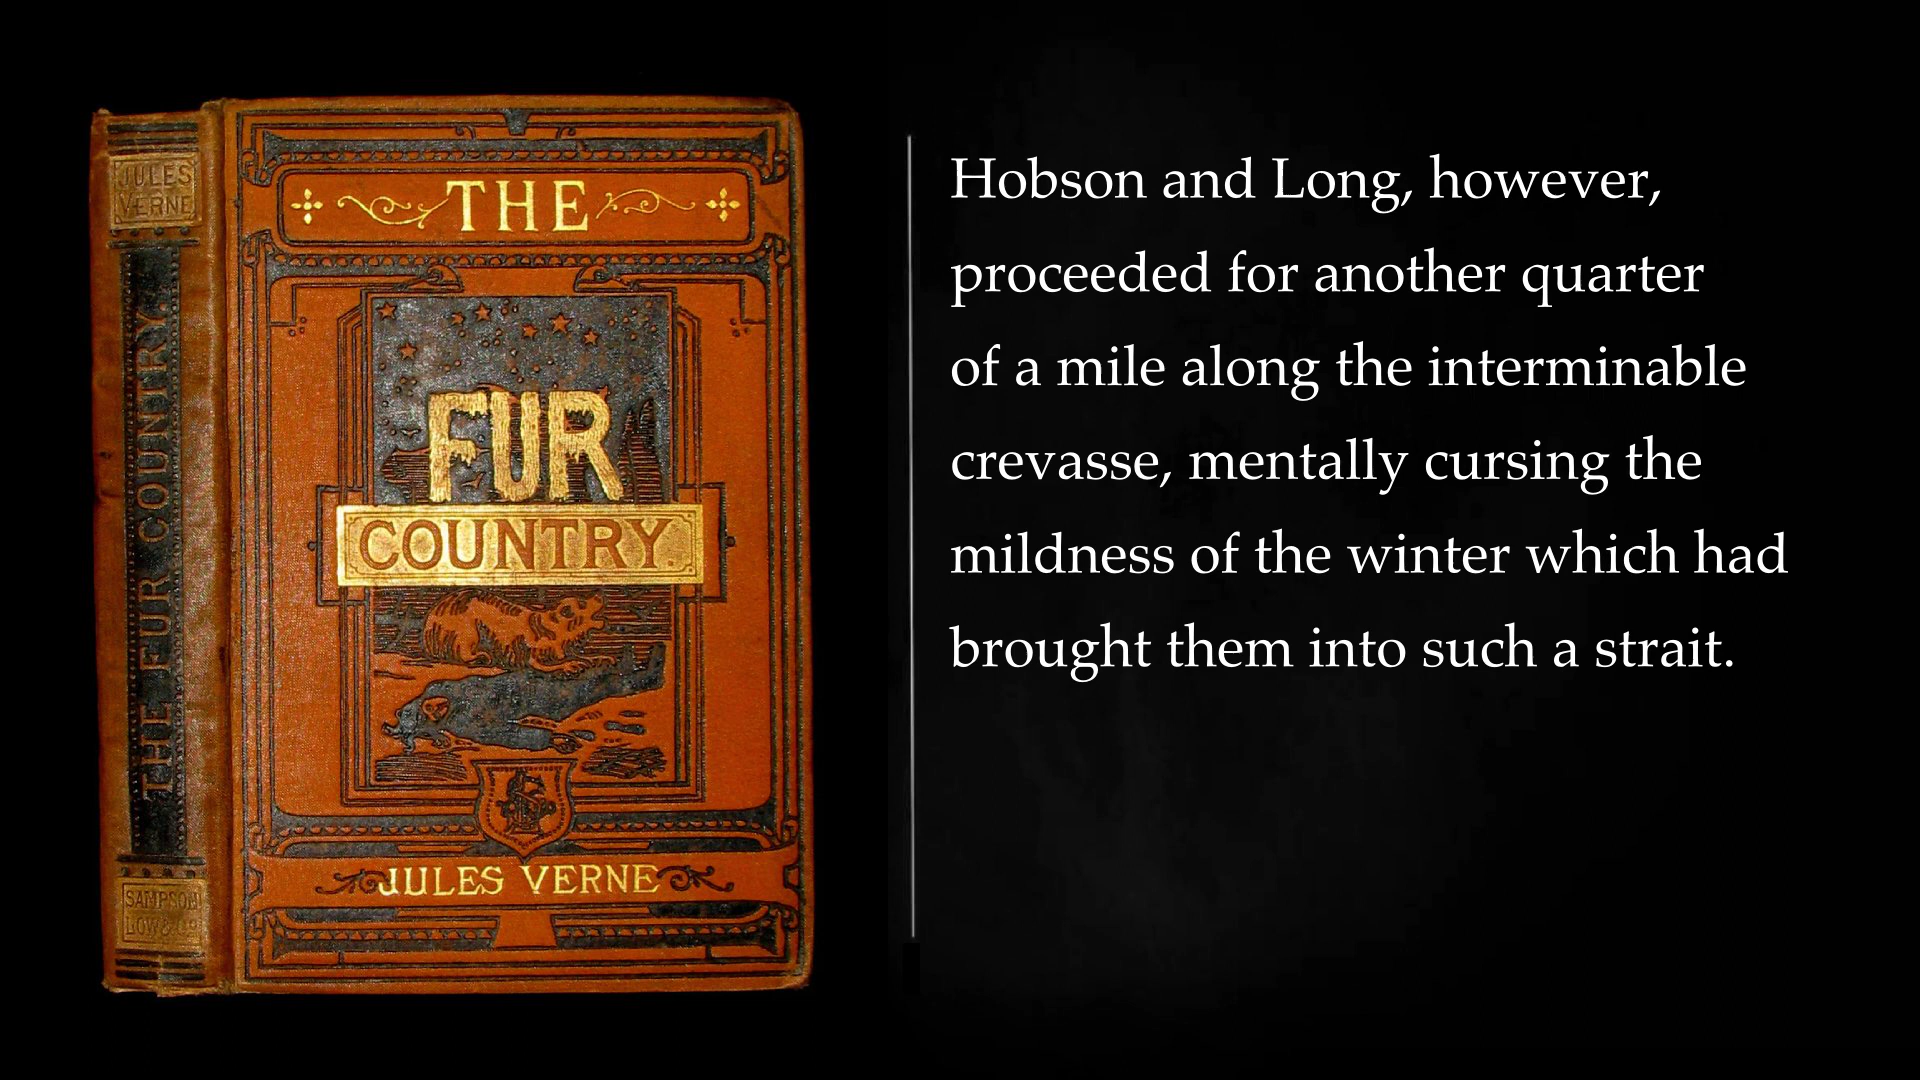 JULES
VERNE
THE FUR COUNTRY.
SAMPSON
LOW & Co
THE
FUR
COUNTRY.
JULES VERNE
Hobson and Long, however,
proceeded for another quarter
of a mile along the interminable
crevasse, mentally cursing the
mildness of the winter which had
brought them into such a strait.